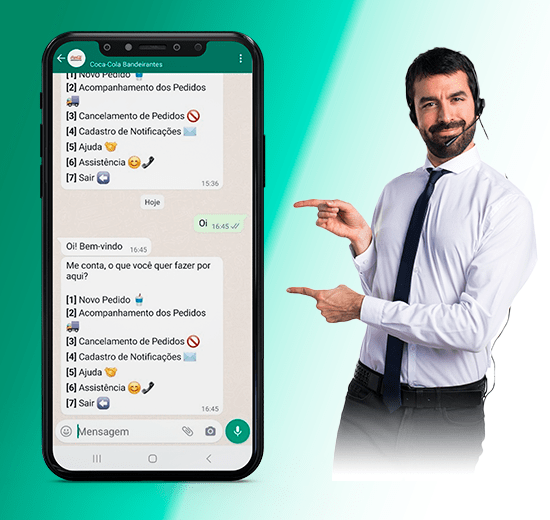 Coca-Cola Bandeirantes
[1] Novo Pedido
[2] Acompanhamento dos Pedidos
[3] Cancelamento de Pedidos
[4] Cadastro de Notificações
[5] Ajuda
[6] Assistência
[7] Sair
15:36
Hoje
Oi 16:45
Oi! Bem-vindo 16:45
Me conta, o que você quer fazer por
aqui?
[1] Novo Pedido
[2] Acompanhamento dos Pedidos
[3] Cancelamento de Pedidos
[4] Cadastro de Notificações
[5] Ajuda
[6] Assistência
[7] Sair
16:45
Mensagem